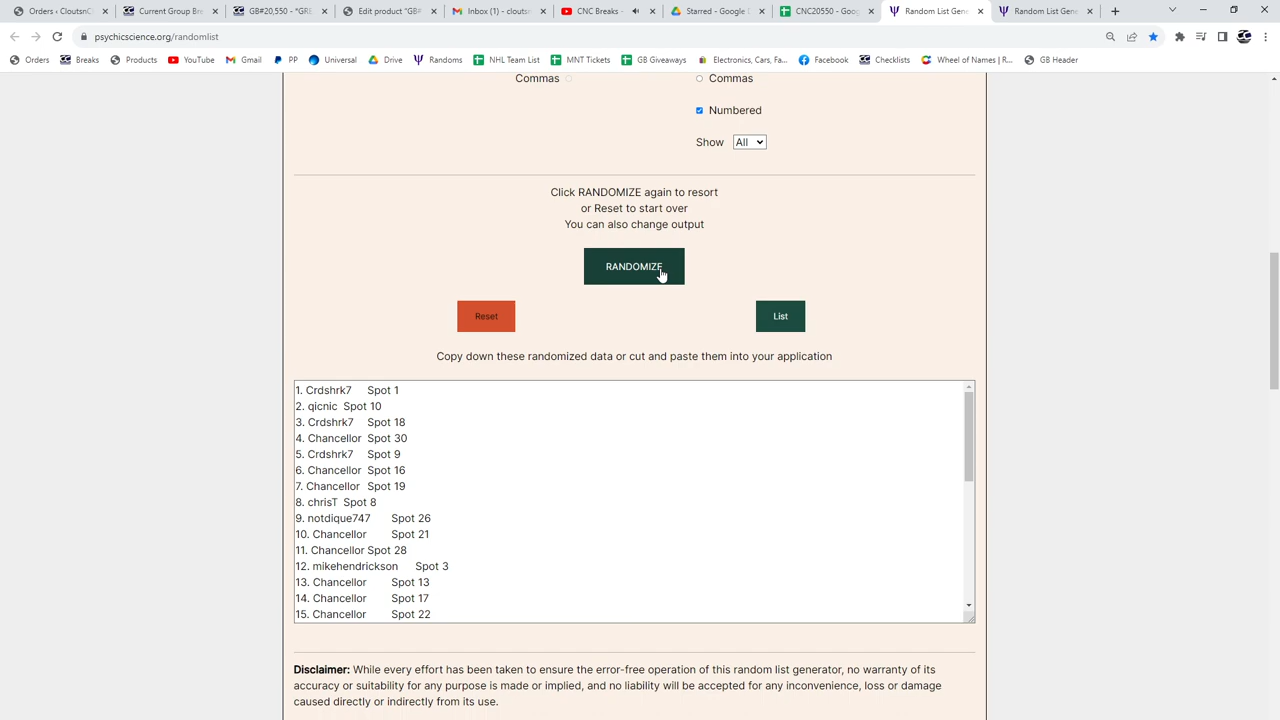 Orders ‹ CloutsnC
Current Group Bre
GB#20,550 - "GRE
Edit product "GB#
Inbox (1) - cloutsn
CNC Breaks -
Starred - Google D
CNC20550 - Goog
Random List Gene
Random List Gene
psychicscience.org/randomlist
Orders
Breaks
Products
YouTube
Gmail
PP
Universal
Drive
Randoms
NHL Team List
MNT Tickets
GB Giveaways
Electronics, Cars, Fa...
Facebook
Checklists
Wheel of Names | R...
GB Header
Commas
Commas
Numbered
Show All
Click RANDOMIZE again to resort
or Reset to start over
You can also change output
RANDOMIZE
Reset
List
Copy down these randomized data or cut and paste them into your application
1. Crdshrk7 Spot 1
2. qicnic Spot 10
3. Crdshrk7 Spot 18
4. Chancellor Spot 30
5. Crdshrk7 Spot 9
6. Chancellor Spot 16
7. Chancellor Spot 19
8. chrisT Spot 8
9. notdique747 Spot 26
10. Chancellor Spot 21
11. Chancellor Spot 28
12. mikehendrickson Spot 3
13. Chancellor Spot 13
14. Chancellor Spot 17
15. Chancellor Spot 22
Disclaimer: While every effort has been taken to ensure the error-free operation of this random list generator, no warranty of its
accuracy or suitability for any purpose is made or implied, and no liability will be accepted for any inconvenience, loss or damage
caused directly or indirectly from its use.